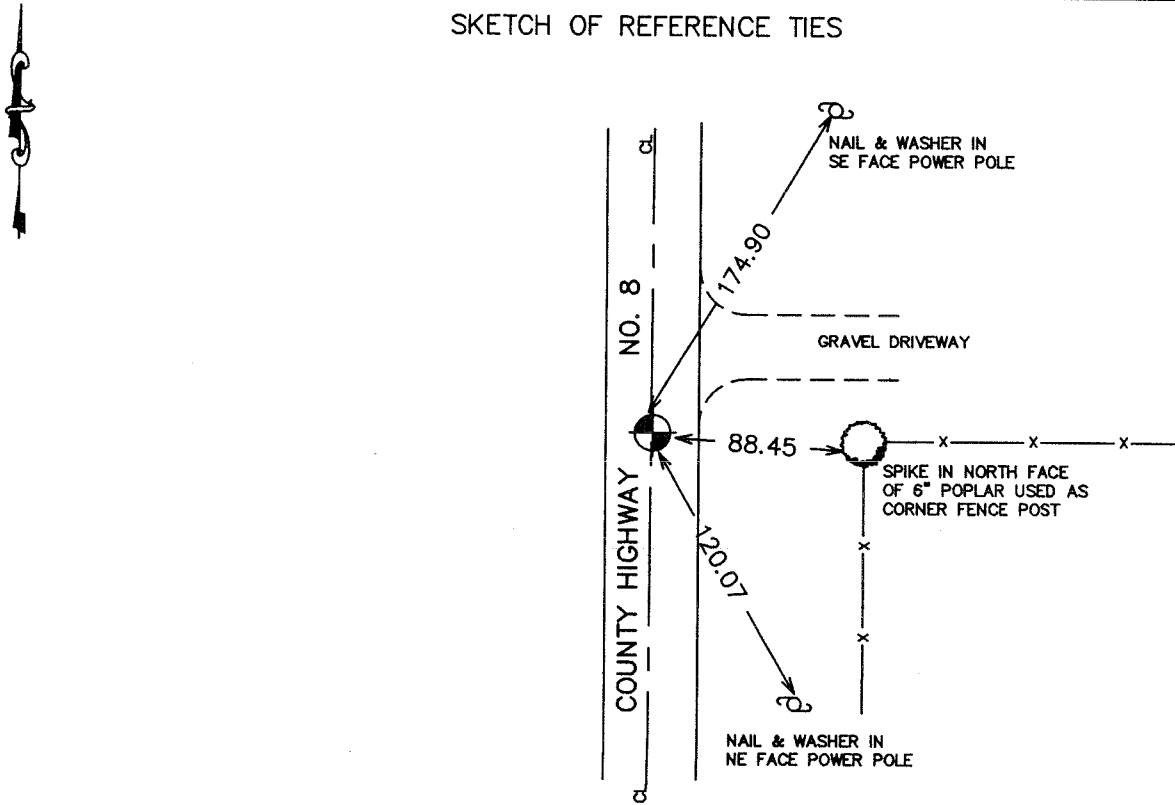 SKETCH OF REFERENCE TIES
CL
NAIL & WASHER IN
SE FACE POWER POLE
174.90
NO. 8
GRAVEL DRIVEWAY
88.45
SPIKE IN NORTH FACE
OF 6" POPLAR USED AS
CORNER FENCE POST
X X X
X
X
120.07
COUNTY HIGHWAY
NAIL & WASHER IN
NE FACE POWER POLE
CL